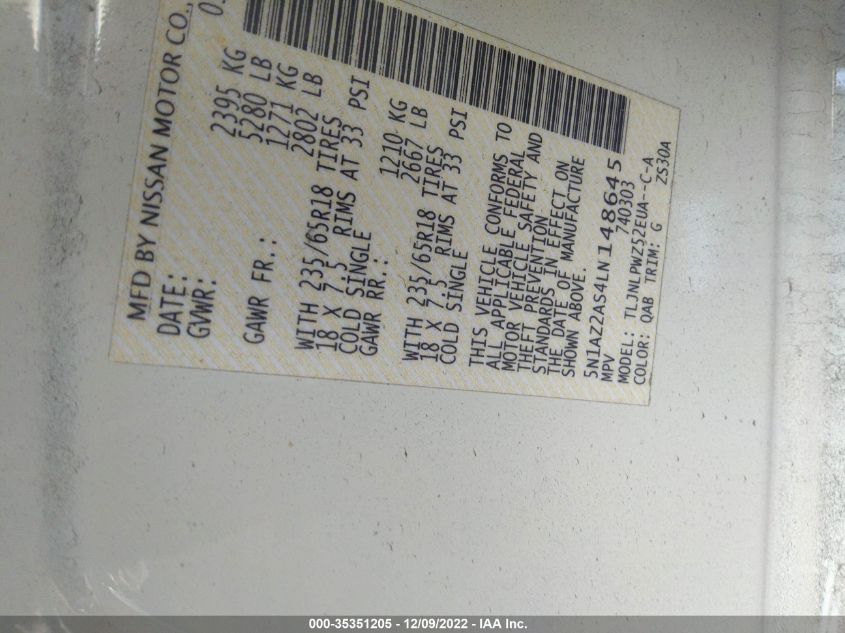 MFD BY NISSAN MOTOR CO.,
DATE: 0
GVWR: 2395 KG
5280 LB
GAWR FR.: 1271 KG
2802 LB
WITH 235/65R18 TIRES
18 X 7.5 RIMS AT 33 PSI
COLD SINGLE
GAWR RR.: 1210 KG
2667 LB
WITH 235/65R18 TIRES
18 X 7.5 RIMS AT 33 PSI
COLD SINGLE
THIS VEHICLE CONFORMS TO
ALL APPLICABLE FEDERAL
MOTOR VEHICLE SAFETY AND
THEFT PREVENTION
STANDARDS IN EFFECT ON
THE DATE OF MANUFACTURE
SHOWN ABOVE.
5N1AZ2AS4LN148645
MPV 740303
MODEL: TLJNLPWZ52EUA--C-A
COLOR: QAB TRIM: G ZS30A
000-35351205 - 12/09/2022 - IAA Inc.